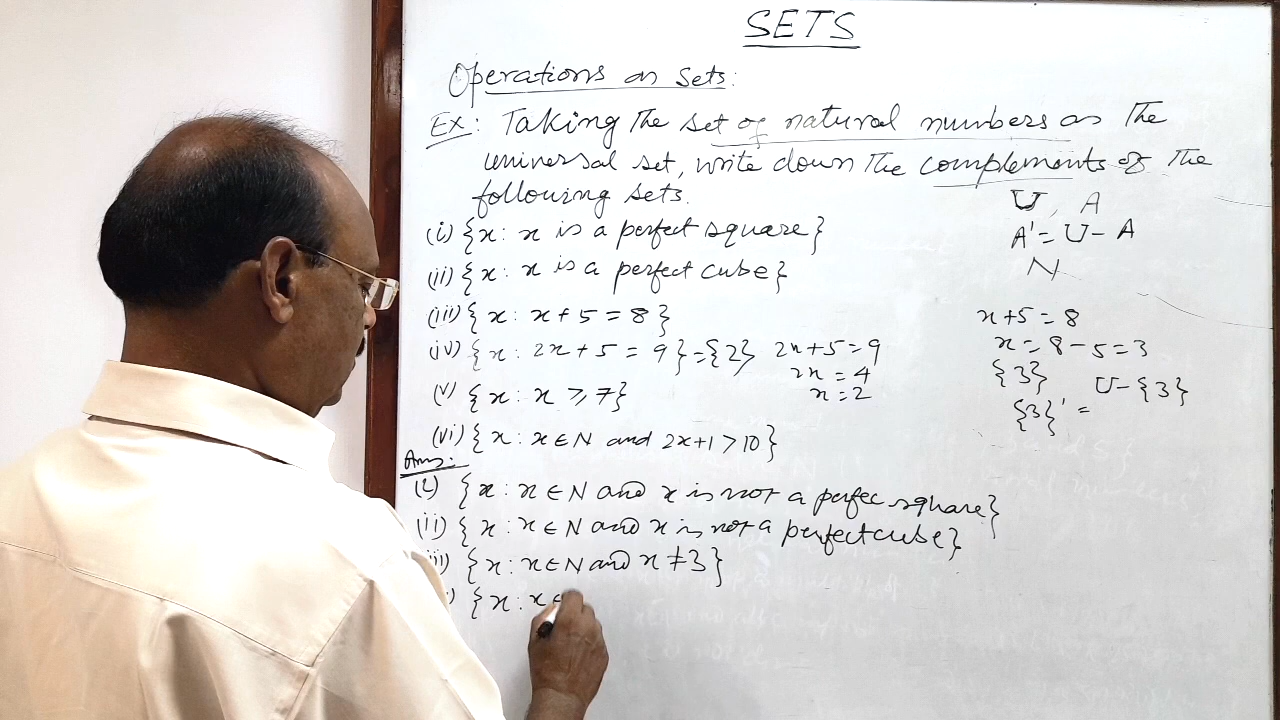 SETS
Operations on Sets:
Ex: Taking the set of natural numbers as the
universal set, write down the complements of the
following sets.
(i) {x: x is a perfect square}
(ii) {x: x is a perfect cube}
(iii) {x: x+5=8}
(iv) {x: 2x+5=9}={2}
(v) {x: x⩾7}
(vi) {x: x∈N and 2x+1>10}
2x+5=9
2x=4
x=2
U, A
A'=U-A
N
x+5=8
x=8-5=3
{3}
U-{3}
{3}'=
Ans:
(i) {x: x∈N and x is not a perfec square}
(ii) {x: x∈N and x is not a perfect cube}
iii) {x: x∈N and x≠3}
) {x: x∈